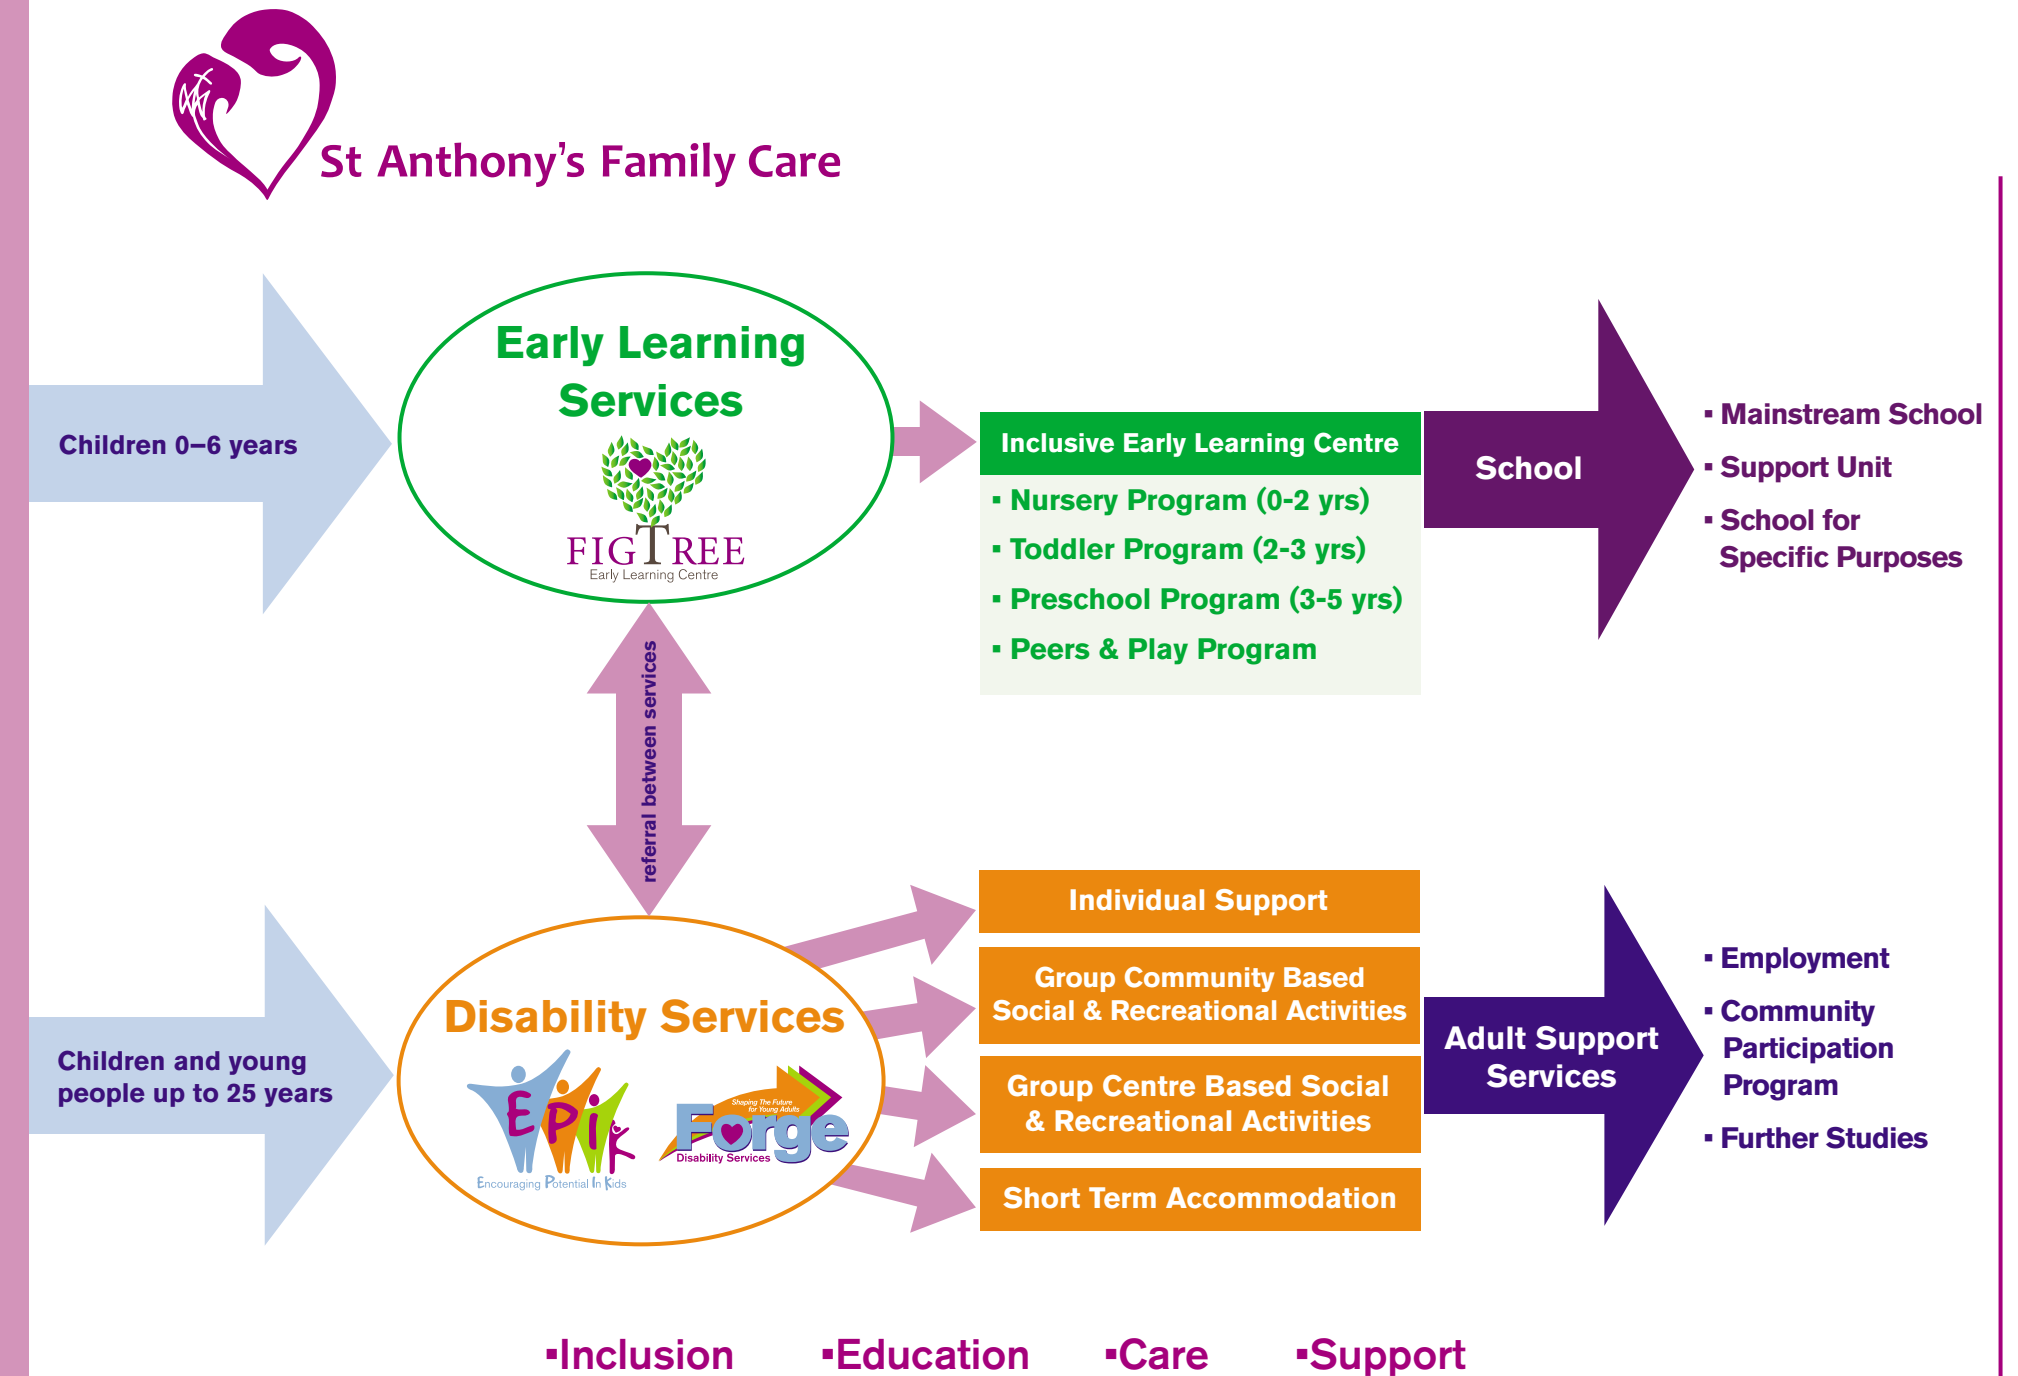 St Anthony's Family Care
Children 0–6 years
Early Learning
Services
FIGTREE
Early Learning Centre
Inclusive Early Learning Centre
▪ Nursery Program (0-2 yrs)
▪ Toddler Program (2-3 yrs)
▪ Preschool Program (3-5 yrs)
▪ Peers & Play Program
School
▪ Mainstream School
▪ Support Unit
▪ School for
Specific Purposes
referral between services
Children and young
people up to 25 years
Disability Services
EPiK
Encouraging Potential In Kids
Shaping The Future
for Young Adults
Forge
Disability Services
Individual Support
Group Community Based
Social & Recreational Activities
Group Centre Based Social
& Recreational Activities
Short Term Accommodation
Adult Support
Services
▪ Employment
▪ Community
Participation
Program
▪ Further Studies
▪Inclusion ▪Education ▪Care ▪Support